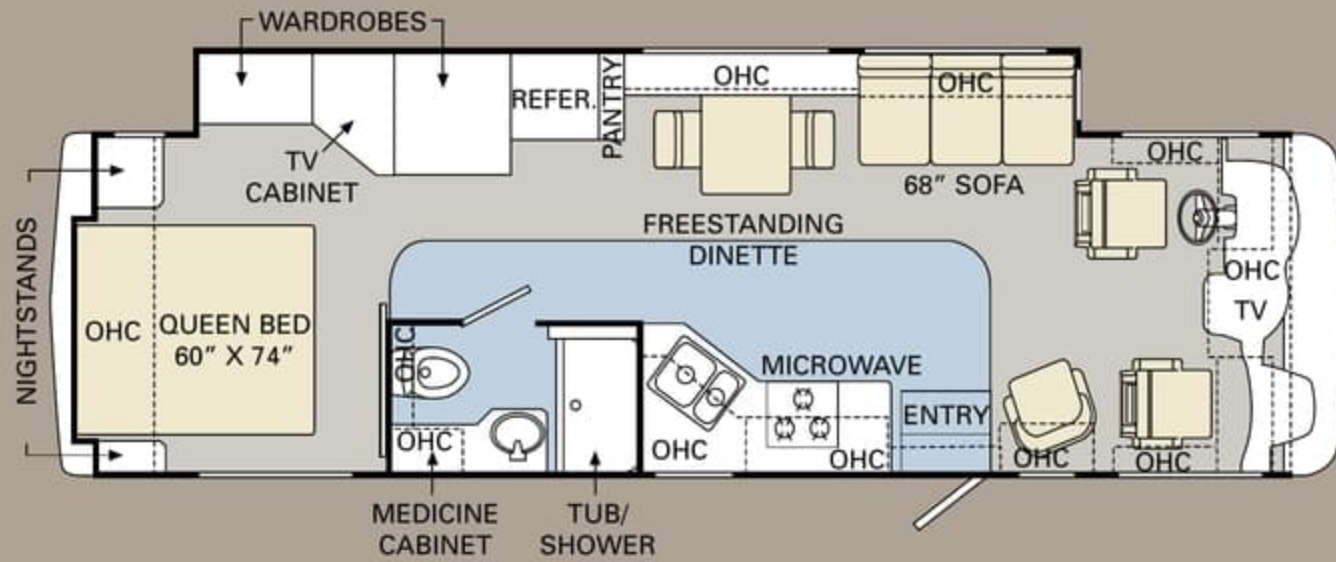 WARDROBES
OHC
OHC
REFER.
PANTRY
OHC
TV
CABINET
68” SOFA
FREESTANDING
DINETTE
OHC
TV
NIGHTSTANDS
OHC
QUEEN BED
60” X 74”
OHC
MICROWAVE
ENTRY
OHC
OHC
OHC
OHC
OHC
MEDICINE
CABINET
TUB/
SHOWER